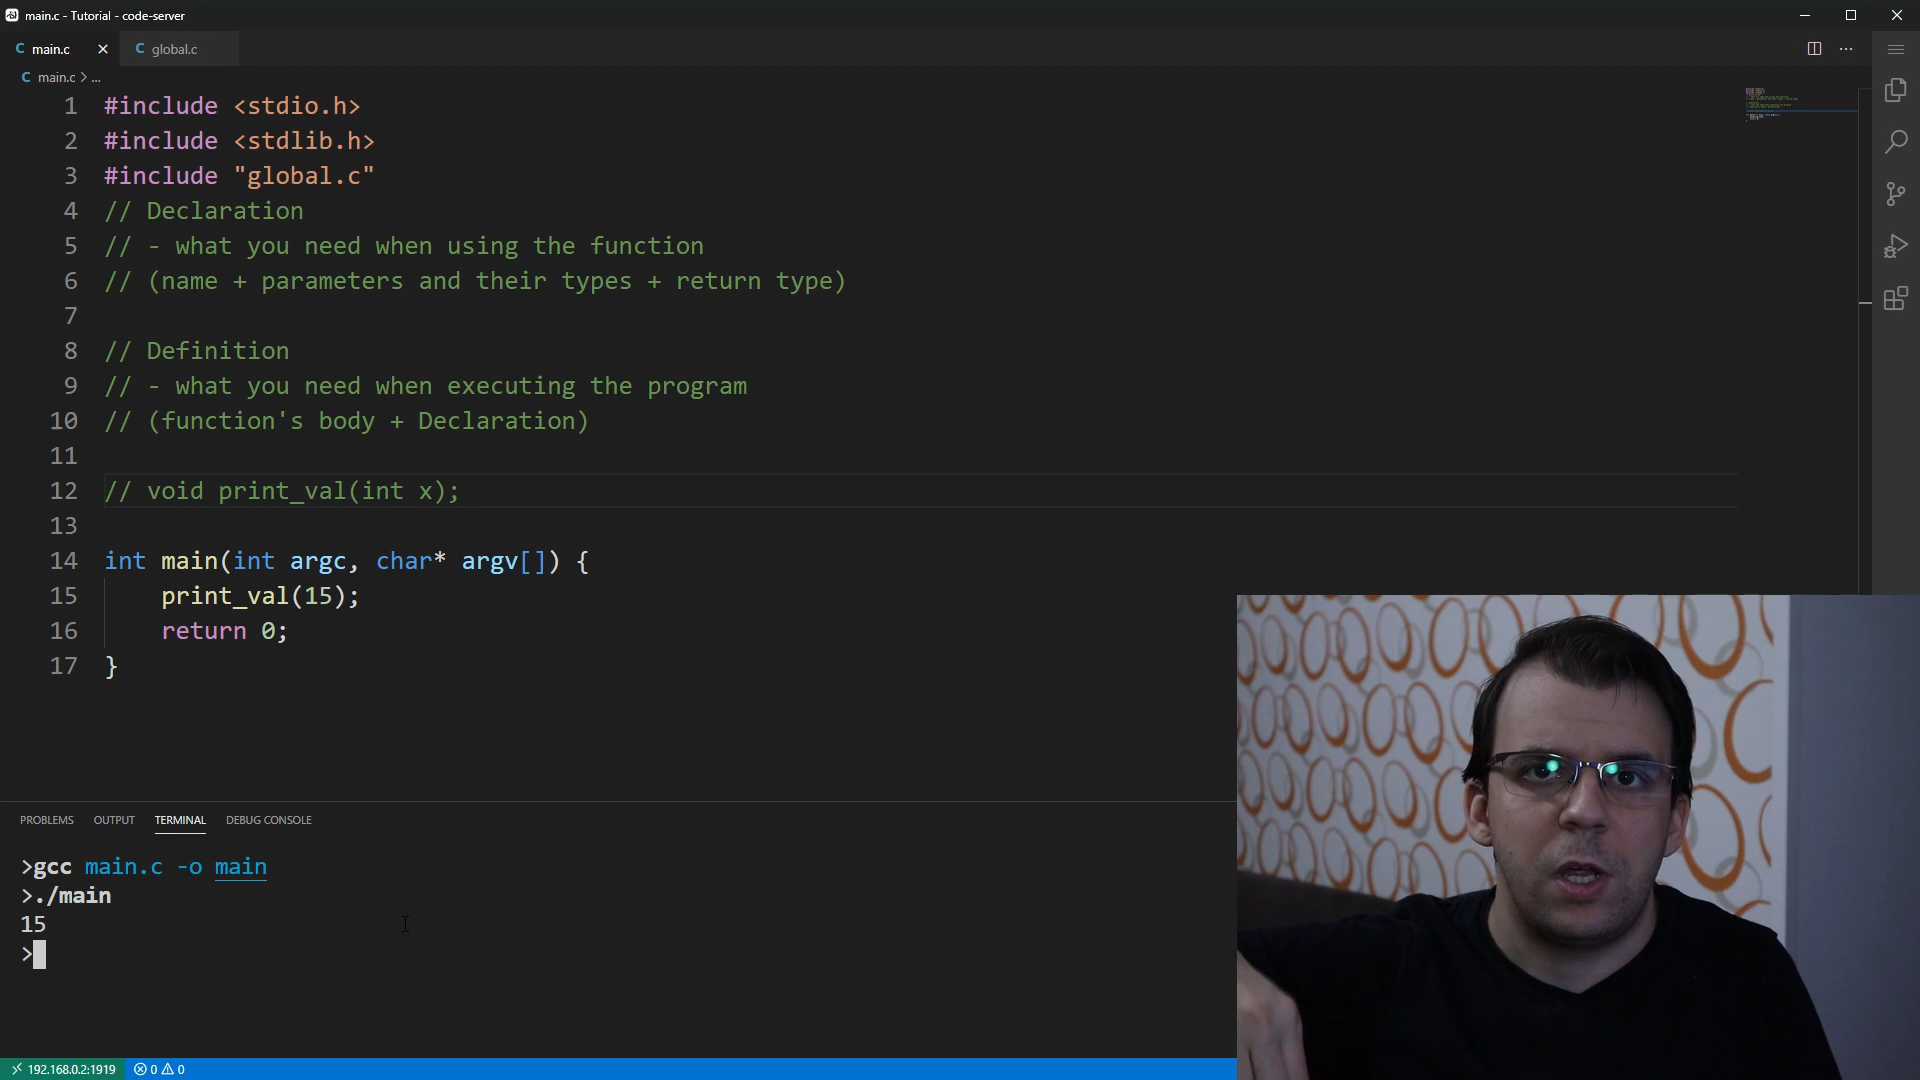 main.c - Tutorial - code-server
C main.c
C global.c
C main.c > ...
1 #include <stdio.h>
2 #include <stdlib.h>
3 #include "global.c"
4 // Declaration
5 // - what you need when using the function
6 // (name + parameters and their types + return type)
7
8 // Definition
9 // - what you need when executing the program
10 // (function's body + Declaration)
11
12 // void print_val(int x);
13
14 int main(int argc, char* argv[]) {
15 print_val(15);
16 return 0;
17 }
PROBLEMS OUTPUT TERMINAL DEBUG CONSOLE
>gcc main.c -o main
>./main
15
>
192.168.0.2:1919 0 0